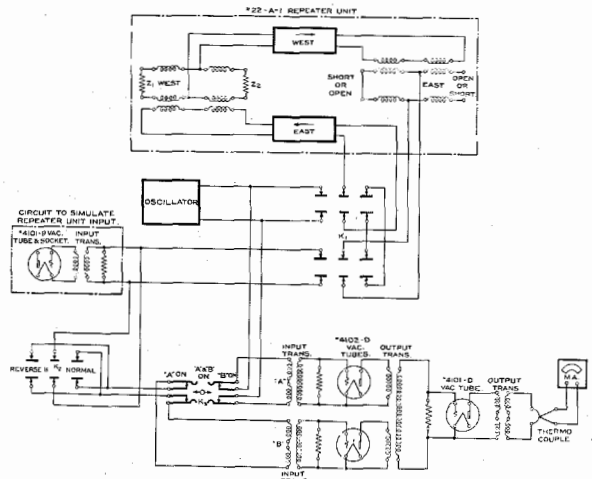 *22-A-1 REPEATER UNIT
WEST
Z1 WEST
Z2
SHORT OR OPEN
EAST
OPEN OR SHORT
EAST
OSCILLATOR
K1
CIRCUIT TO SIMULATE
REPEATER UNIT INPUT.
*4101-D VAC. TUBE & SOCKET.
INPUT TRANS.
REVERSE B
K2
NORMAL
"A" ON
"A&B" ON
"B" ON
INPUT TRANS.
"A"
*4102-D VAC. TUBES.
OUTPUT TRANS.
*4101-D VAC TUBE.
OUTPUT TRANS
M.A.
THERMO COUPLE
"B"
INPUT